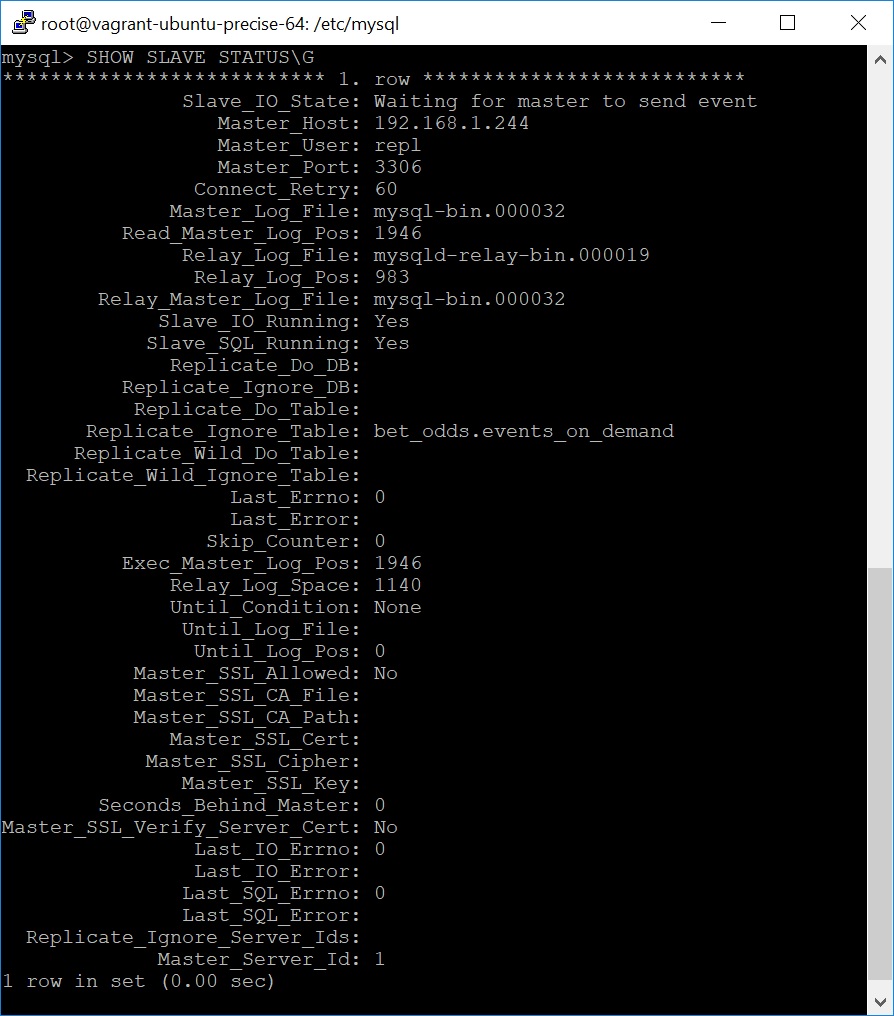 root@vagrant-ubuntu-precise-64: /etc/mysql
mysql> SHOW SLAVE STATUS\G
*************************** 1. row ***************************
Slave_IO_State: Waiting for master to send event
Master_Host: 192.168.1.244
Master_User: repl
Master_Port: 3306
Connect_Retry: 60
Master_Log_File: mysql-bin.000032
Read_Master_Log_Pos: 1946
Relay_Log_File: mysqld-relay-bin.000019
Relay_Log_Pos: 983
Relay_Master_Log_File: mysql-bin.000032
Slave_IO_Running: Yes
Slave_SQL_Running: Yes
Replicate_Do_DB:
Replicate_Ignore_DB:
Replicate_Do_Table:
Replicate_Ignore_Table: bet_odds.events_on_demand
Replicate_Wild_Do_Table:
Replicate_Wild_Ignore_Table:
Last_Errno: 0
Last_Error:
Skip_Counter: 0
Exec_Master_Log_Pos: 1946
Relay_Log_Space: 1140
Until_Condition: None
Until_Log_File:
Until_Log_Pos: 0
Master_SSL_Allowed: No
Master_SSL_CA_File:
Master_SSL_CA_Path:
Master_SSL_Cert:
Master_SSL_Cipher:
Master_SSL_Key:
Seconds_Behind_Master: 0
Master_SSL_Verify_Server_Cert: No
Last_IO_Errno: 0
Last_IO_Error:
Last_SQL_Errno: 0
Last_SQL_Error:
Replicate_Ignore_Server_Ids:
Master_Server_Id: 1
1 row in set (0.00 sec)